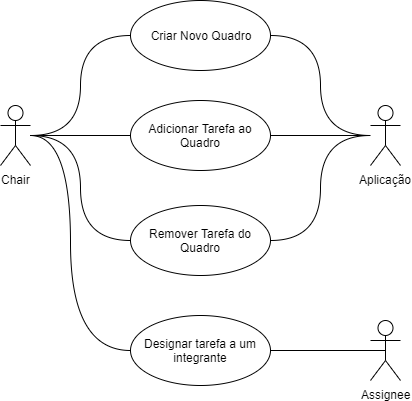 Criar Novo Quadro
Adicionar Tarefa ao
Quadro
Chair
Aplicação
Remover Tarefa do
Quadro
Designar tarefa a um
integrante
Assignee